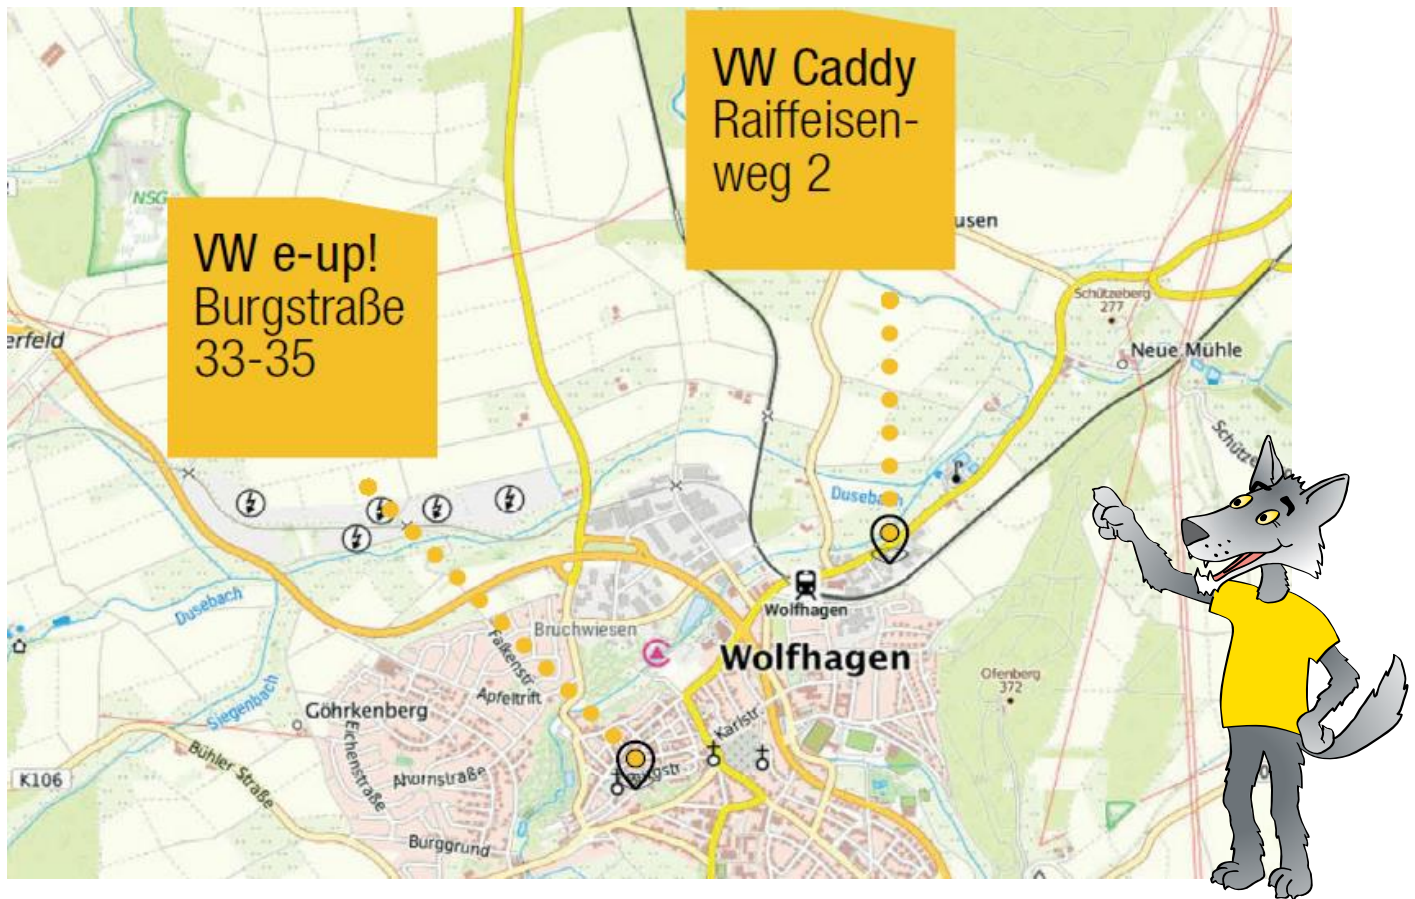 VW Caddy
Raiffeisen-
weg 2
NSG
usen
VW e-up!
Burgstraße
33-35
Schützeberg
277
erfeld
Neue Mühle
Dusebach
Wolfhagen
Dusebach
Bruchwiesen
Falkenstr.
Wolfhagen
Ofenberg
372
Apfeltrift
Siegenbach
Göhrkenberg
Karlstr.
Eichenstraße
Bühler Straße
K106
Ahornstraße
Burggrund